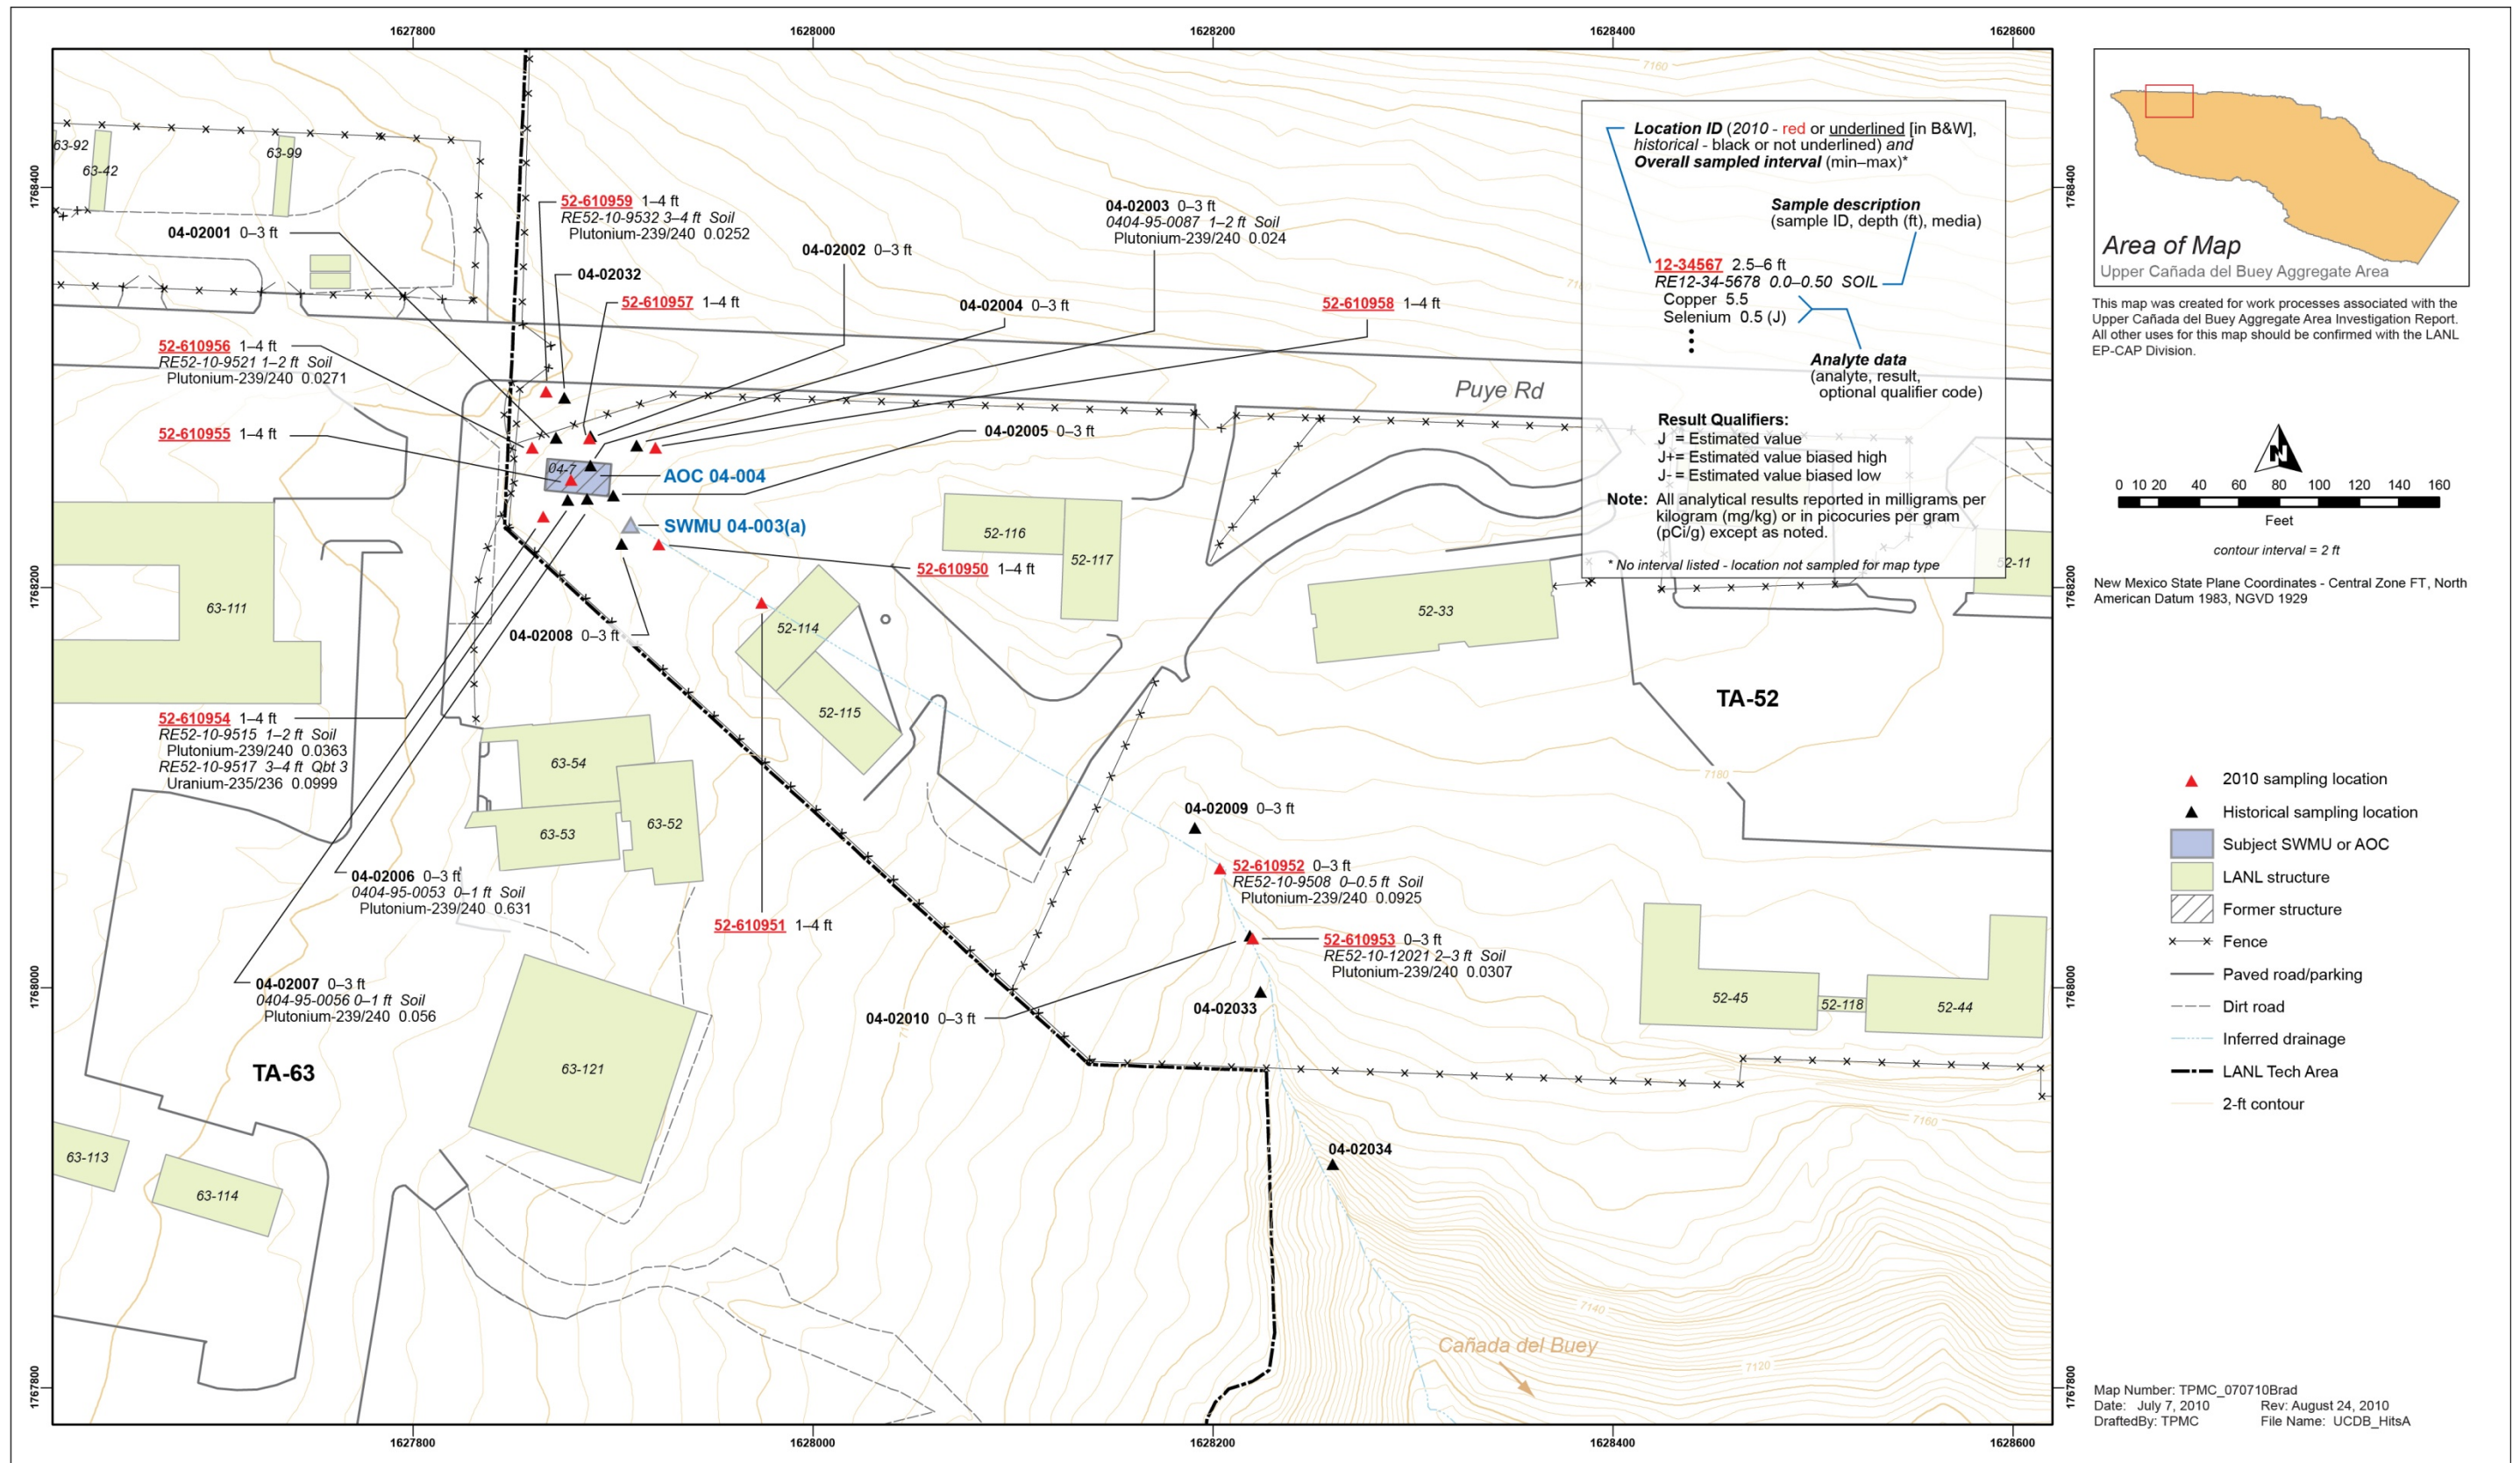 1627800
1628000
1628200
1628400
1628600
1768400
1768200
1768000
1767800
7160
63-92
63-42
63-99
04-02001 0–3 ft
52-610959 1–4 ft
RE52-10-9532 3–4 ft Soil
Plutonium-239/240 0.0252
04-02032
52-610957 1–4 ft
04-02002 0–3 ft
04-02003 0–3 ft
0404-95-0087 1–2 ft Soil
Plutonium-239/240 0.024
04-02004 0–3 ft
52-610958 1–4 ft
52-610956 1–4 ft
RE52-10-9521 1–2 ft Soil
Plutonium-239/240 0.0271
52-610955 1–4 ft
Puye Rd
04-02005 0–3 ft
04-7
AOC 04-004
SWMU 04-003(a)
52-610950 1–4 ft
52-116
52-117
52-33
52-11
63-111
04-02008 0–3 ft
52-114
52-115
TA-52
52-610954 1–4 ft
RE52-10-9515 1–2 ft Soil
Plutonium-239/240 0.0363
RE52-10-9517 3–4 ft Qbt 3
Uranium-235/236 0.0999
63-54
63-53
63-52
7180
04-02009 0–3 ft
52-610952 0–3 ft
RE52-10-9508 0–0.5 ft Soil
Plutonium-239/240 0.0925
04-02006 0–3 ft
0404-95-0053 0–1 ft Soil
Plutonium-239/240 0.631
52-610951 1–4 ft
52-610953 0–3 ft
RE52-10-12021 2–3 ft Soil
Plutonium-239/240 0.0307
04-02007 0–3 ft
0404-95-0056 0–1 ft Soil
Plutonium-239/240 0.056
04-02033
04-02010 0–3 ft
52-45
52-118
52-44
TA-63
63-121
7160
04-02034
63-113
63-114
7140
Cañada del Buey
7120
1768400
1768200
1768000
1767800
1627800
1628000
1628200
1628400
1628600
Location ID (2010 - red or underlined [in B&W],
historical - black or not underlined) and
Overall sampled interval (min–max)*
Sample description
(sample ID, depth (ft), media)
12-34567 2.5–6 ft
RE12-34-5678 0.0–0.50 SOIL
Copper 5.5
Selenium 0.5 (J)
Analyte data
(analyte, result,
optional qualifier code)
Result Qualifiers:
J = Estimated value
J+= Estimated value biased high
J-= Estimated value biased low
Note: All analytical results reported in milligrams per
kilogram (mg/kg) or in picocuries per gram
(pCi/g) except as noted.
* No interval listed - location not sampled for map type
Area of Map
Upper Cañada del Buey Aggregate Area
This map was created for work processes associated with the
Upper Cañada del Buey Aggregate Area Investigation Report.
All other uses for this map should be confirmed with the LANL
EP-CAP Division.
N
0 10 20 40 60 80 100 120 140 160
Feet
contour interval = 2 ft
New Mexico State Plane Coordinates - Central Zone FT, North
American Datum 1983, NGVD 1929
2010 sampling location
Historical sampling location
Subject SWMU or AOC
LANL structure
Former structure
Fence
Paved road/parking
Dirt road
Inferred drainage
LANL Tech Area
2-ft contour
Map Number: TPMC_070710Brad
Date: July 7, 2010 Rev: August 24, 2010
DraftedBy: TPMC File Name: UCDB_HitsA